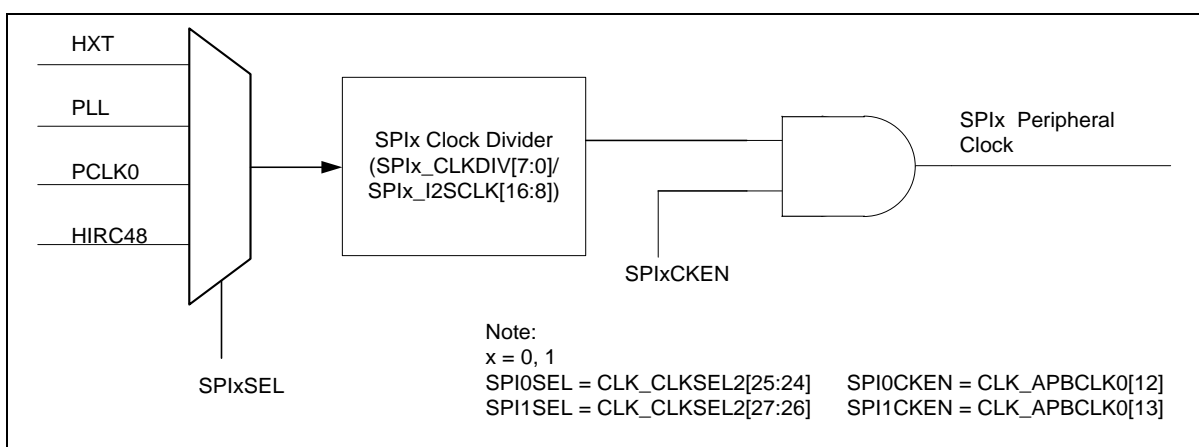 HXT
PLL
PCLK0
HIRC48
SPIxSEL
SPIx Clock Divider
(SPIx_CLKDIV[7:0]/
SPIx_I2SCLK[16:8])
SPIxCKEN
SPIx Peripheral
Clock
Note:
x = 0, 1
SPI0SEL = CLK_CLKSEL2[25:24] SPI0CKEN = CLK_APBCLK0[12]
SPI1SEL = CLK_CLKSEL2[27:26] SPI1CKEN = CLK_APBCLK0[13]